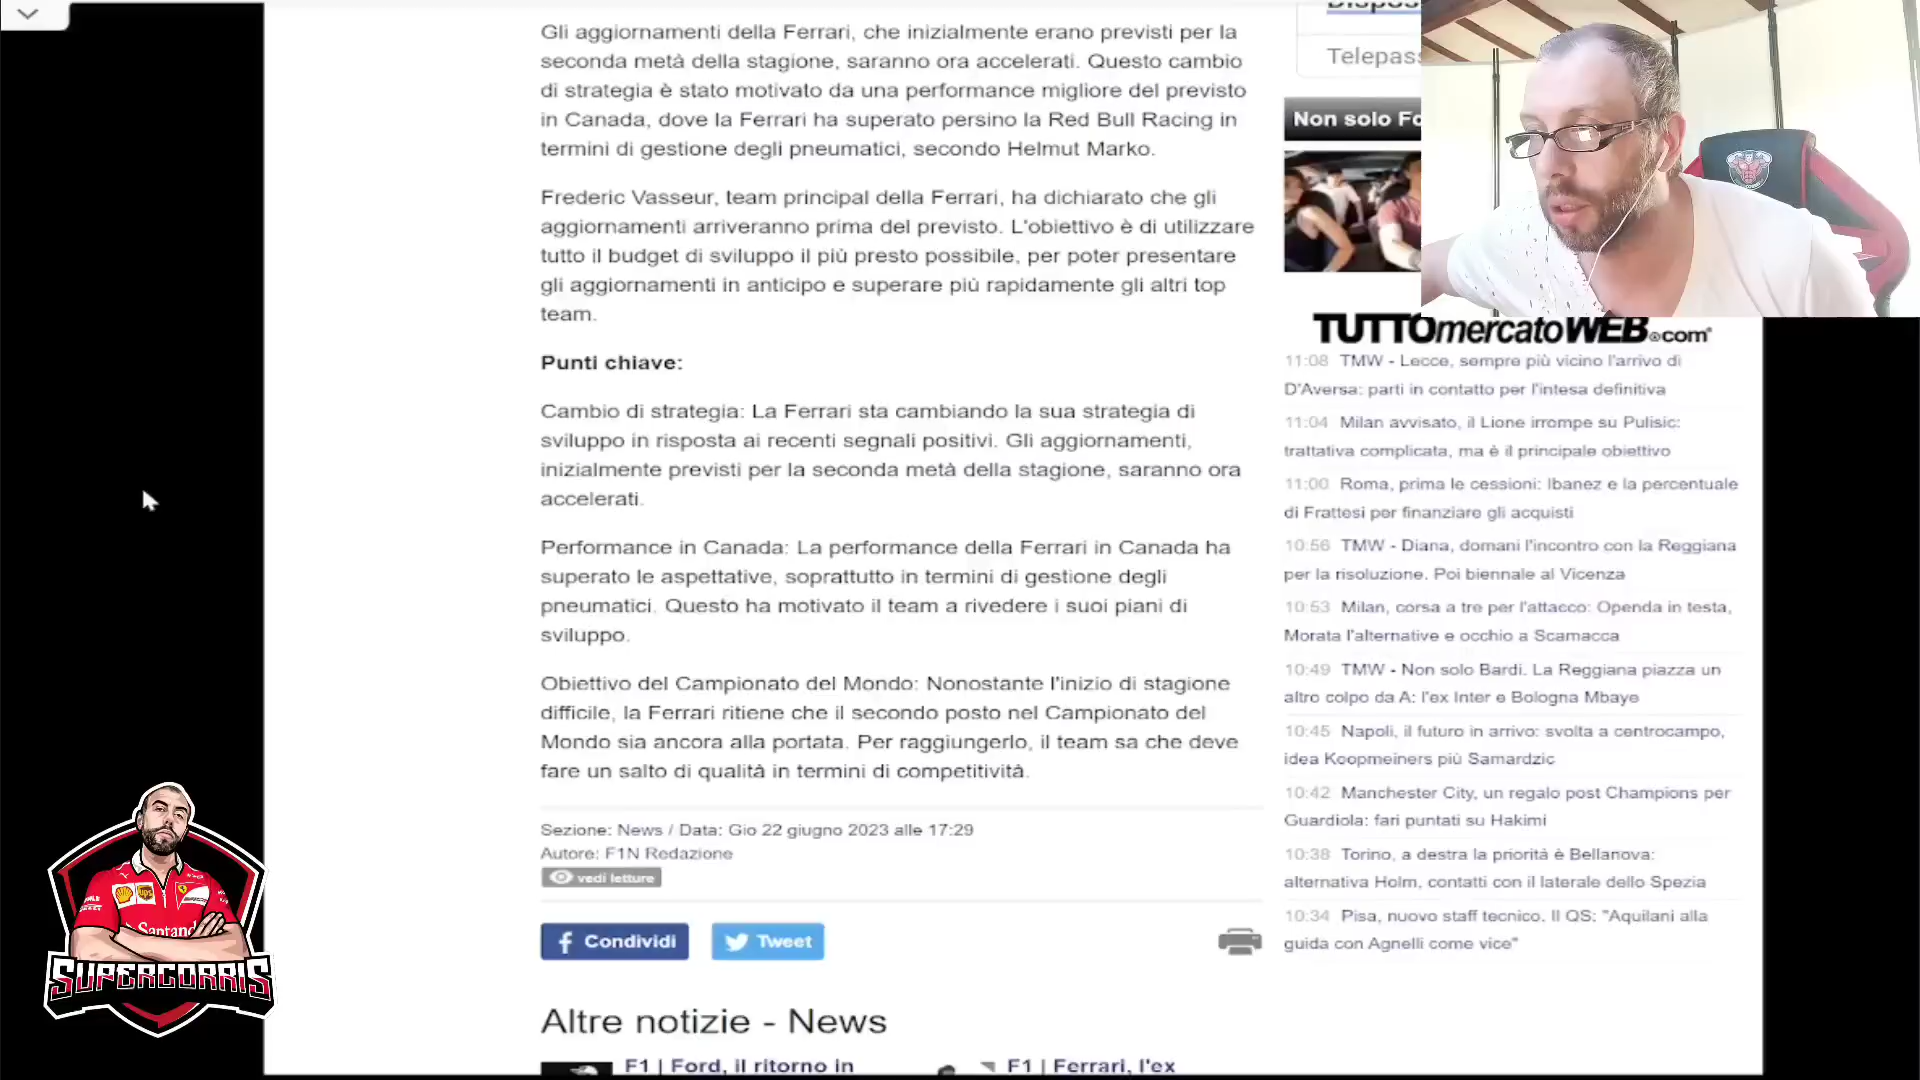 Gli aggiornamenti della Ferrari, che inizialmente erano previsti per la
seconda metà della stagione, saranno ora accelerati. Questo cambio
di strategia è stato motivato da una performance migliore del previsto
in Canada, dove la Ferrari ha superato persino la Red Bull Racing in
termini di gestione degli pneumatici, secondo Helmut Marko.
Frederic Vasseur, team principal della Ferrari, ha dichiarato che gli
aggiornamenti arriveranno prima del previsto. L'obiettivo è di utilizzare
tutto il budget di sviluppo il più presto possibile, per poter presentare
gli aggiornamenti in anticipo e superare più rapidamente gli altri top
team.
Punti chiave:
Cambio di strategia: La Ferrari sta cambiando la sua strategia di
sviluppo in risposta ai recenti segnali positivi. Gli aggiornamenti,
inizialmente previsti per la seconda metà della stagione, saranno ora
accelerati.
Performance in Canada: La performance della Ferrari in Canada ha
superato le aspettative, soprattutto in termini di gestione degli
pneumatici. Questo ha motivato il team a rivedere i suoi piani di
sviluppo.
Obiettivo del Campionato del Mondo: Nonostante l'inizio di stagione
difficile, la Ferrari ritiene che il secondo posto nel Campionato del
Mondo sia ancora alla portata. Per raggiungerlo, il team sa che deve
fare un salto di qualità in termini di competitività.
Sezione: News / Data: Gio 22 giugno 2023 alle 17:29
Autore: F1N Redazione
vedi letture
Condividi
Tweet
Altre notizie - News
F1 | Ford, il ritorno in
F1 | Ferrari, l'ex
Telepass
Non solo Fo
TUTTOmercatoWEB.com
11:08 TMW - Lecce, sempre più vicino l'arrivo di
D'Aversa: parti in contatto per l'intesa definitiva
11:04 Milan avvisato, il Lione irrompe su Pulisic:
trattativa complicata, ma è il principale obiettivo
11:00 Roma, prima le cessioni: Ibanez e la percentuale
di Frattesi per finanziare gli acquisti
10:56 TMW - Diana, domani l'incontro con la Reggiana
per la risoluzione. Poi biennale al Vicenza
10:53 Milan, corsa a tre per l'attacco: Openda in testa,
Morata l'alternative e occhio a Scamacca
10:49 TMW - Non solo Bardi. La Reggiana piazza un
altro colpo da A: l'ex Inter e Bologna Mbaye
10:45 Napoli, il futuro in arrivo: svolta a centrocampo,
idea Koopmeiners più Samardzic
10:42 Manchester City, un regalo post Champions per
Guardiola: fari puntati su Hakimi
10:38 Torino, a destra la priorità è Bellanova:
alternativa Holm, contatti con il laterale dello Spezia
10:34 Pisa, nuovo staff tecnico. Il QS: "Aquilani alla
guida con Agnelli come vice"
ups
Santand
SUPERCORRIS